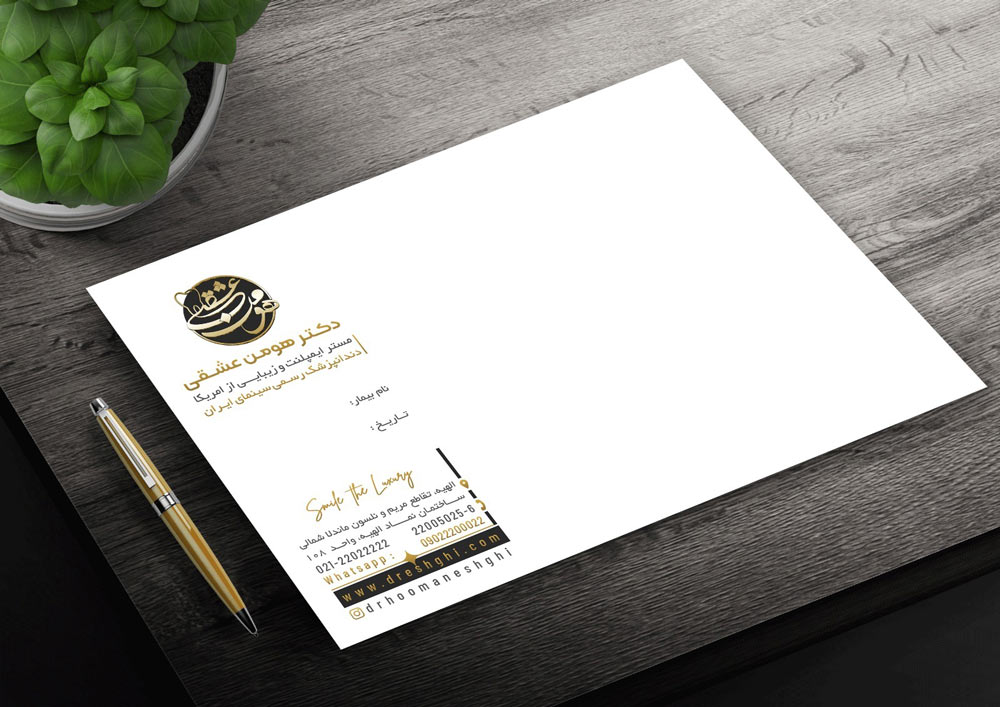 هومن عشقی
دکتر هومن عشقی
مستر ایمپلنت و زیبایی از امریکا
دندانپزشک رسمی سینمای ایران
نام بیمار:
تاریخ:
Smile The Luxury
الهیه، تقاطع مریم و نلسون ماندلا شمالی
ساختمان نماد الهیه، واحد ۱۰۸
021-22022222 22005025-6
Whatsapp: 09022200022
www.dreshghi.com
drhoomaneshghi